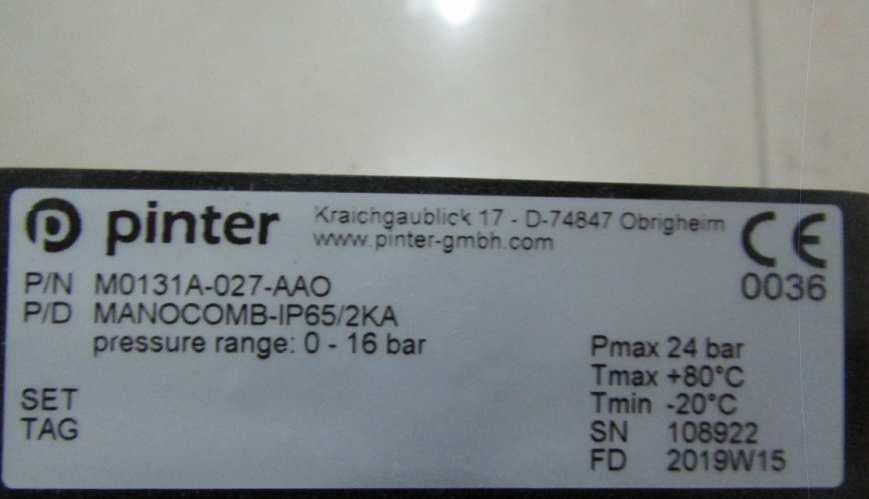 pinter
Kraichgaublick 17 - D-74847 Obrigheim
www.pinter-gmbh.com
CE
0036
P/N M0131A-027-AAO
P/D MANOCOMB-IP65/2KA
pressure range: 0 - 16 bar
Pmax 24 bar
Tmax +80°C
SET
Tmin -20°C
TAG
SN 108922
FD 2019W15